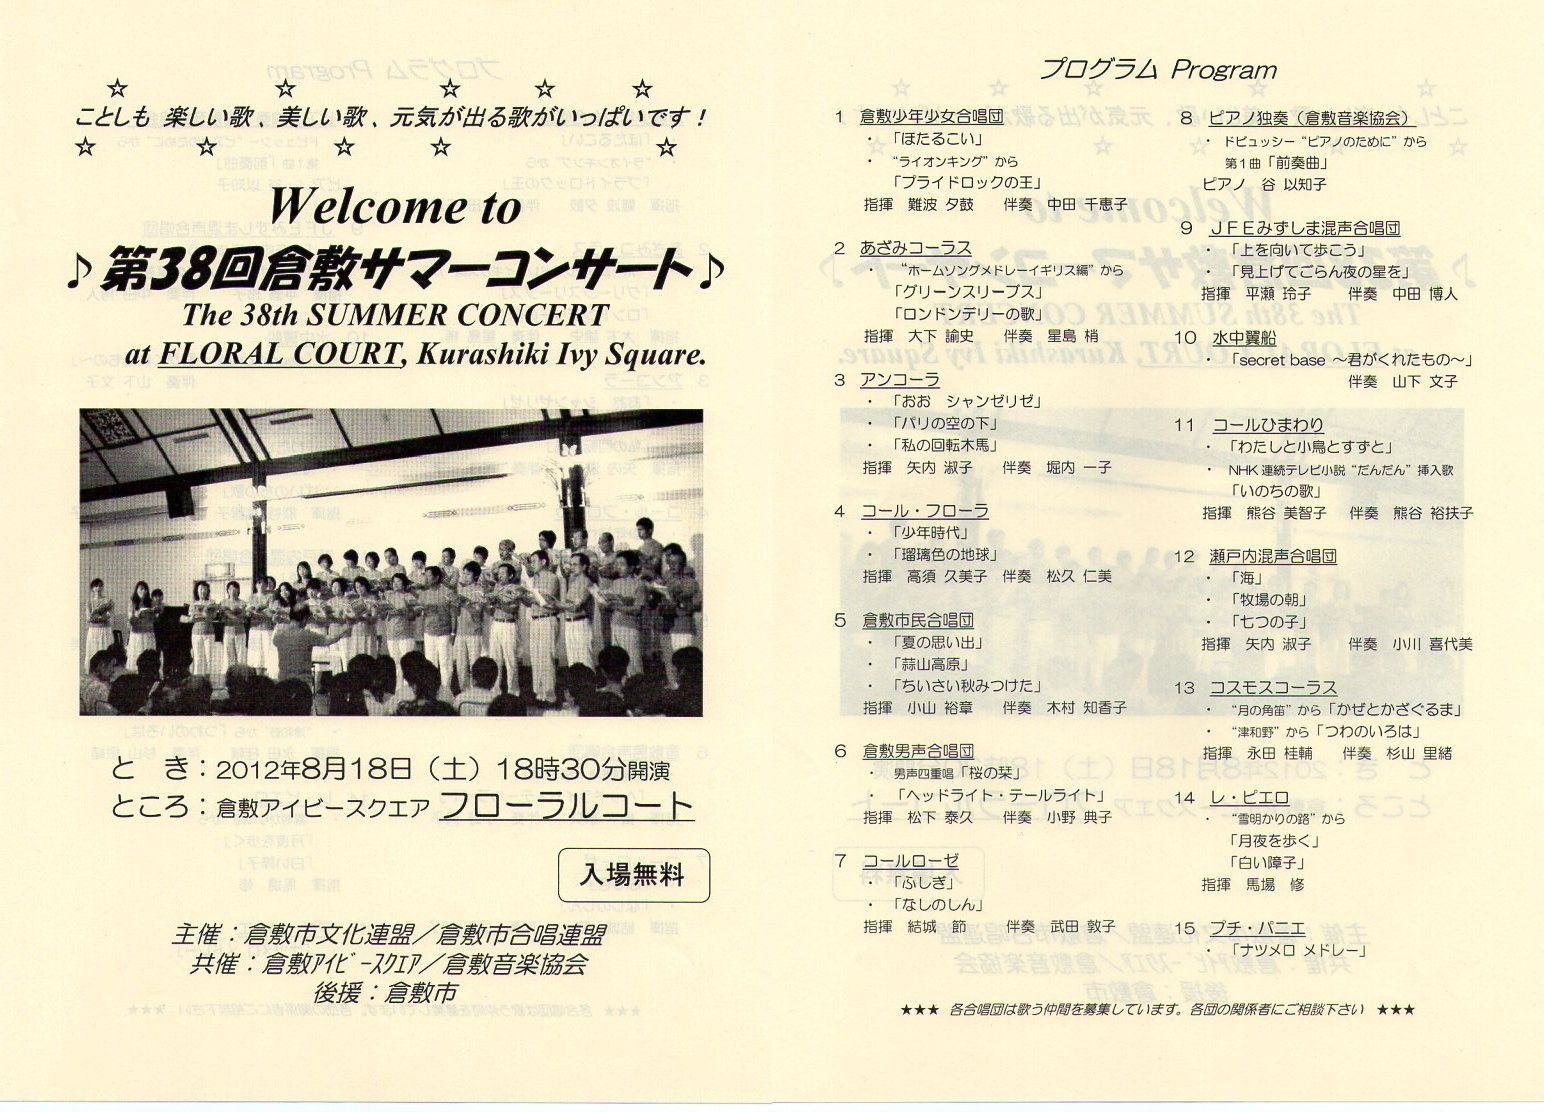 ☆ ☆ ☆ ☆ ☆
ことしも 楽しい歌、美しい歌、元気が出る歌がいっぱいです！
☆ ☆ ☆ ☆ ☆
Welcome to
♪第38回倉敷サマーコンサート♪
The 38th SUMMER CONCERT
at FLORAL COURT, Kurashiki Ivy Square.
と き：2012年8月18日（土）18時30分開演
ところ：倉敷アイビースクエア フローラルコート
入場無料
主催：倉敷市文化連盟／倉敷市合唱連盟
共催：倉敷ｱｲﾋﾞｰｽｸｴｱ／倉敷音楽協会
後援：倉敷市
プログラム Program
1 倉敷少年少女合唱団
・ 「ほたるこい」
・ “ライオンキング” から
「プライドロックの王」
指揮 難波 夕鼓 伴奏 中田 千恵子
2 あざみコーラス
・ “ホームソングメドレーイギリス編” から
「グリーンスリーブス」
「ロンドンデリーの歌」
指揮 大下 諭史 伴奏 星島 梢
3 アンコーラ
・ 「おお シャンゼリゼ」
・ 「パリの空の下」
・ 「私の回転木馬」
指揮 矢内 淑子 伴奏 堀内 一子
4 コール・フローラ
・ 「少年時代」
・ 「瑠璃色の地球」
指揮 高須 久美子 伴奏 松久 仁美
5 倉敷市民合唱団
・ 「夏の思い出」
・ 「蒜山高原」
・ 「ちいさい秋みつけた」
指揮 小山 裕章 伴奏 木村 知香子
6 倉敷男声合唱団
・ 男声四重唱「桜の栞」
・ 「ヘッドライト・テールライト」
指揮 松下 泰久 伴奏 小野 典子
7 コールローゼ
・ 「ふしぎ」
・ 「なしのしん」
指揮 結城 節 伴奏 武田 敦子
8 ピアノ独奏（倉敷音楽協会）
・ ドビュッシー “ピアノのために” から
第1曲「前奏曲」
ピアノ 谷 以知子
9 JFEみずしま混声合唱団
・ 「上を向いて歩こう」
・ 「見上げてごらん夜の星を」
指揮 平瀬 玲子 伴奏 中田 博人
10 水中翼船
・ 「secret base ～君がくれたもの～」
伴奏 山下 文子
11 コールひまわり
・ 「わたしと小鳥とすずと」
・ NHK 連続テレビ小説 “だんだん” 挿入歌
「いのちの歌」
指揮 熊谷 美智子 伴奏 熊谷 裕扶子
12 瀬戸内混声合唱団
・ 「海」
・ 「牧場の朝」
・ 「七つの子」
指揮 矢内 淑子 伴奏 小川 喜代美
13 コスモスコーラス
・ “月の角笛” から「かぜとかざぐるま」
・ “津和野” から「つわのいろは」
指揮 永田 桂輔 伴奏 杉山 里緒
14 レ・ピエロ
・ “雪明かりの路” から
「月夜を歩く」
「白い障子」
指揮 馬場 修
15 プチ・パニエ
・ 「ナツメロ メドレー」
★★★ 各合唱団は歌う仲間を募集しています。各団の関係者にご相談下さい ★★★